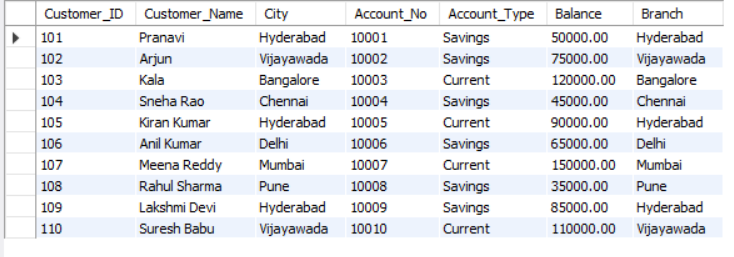 Customer_ID Customer_Name City Account_No Account_Type Balance Branch
101 Pranavi Hyderabad 10001 Savings 50000.00 Hyderabad
102 Arjun Vijayawada 10002 Savings 75000.00 Vijayawada
103 Kala Bangalore 10003 Current 120000.00 Bangalore
104 Sneha Rao Chennai 10004 Savings 45000.00 Chennai
105 Kiran Kumar Hyderabad 10005 Current 90000.00 Hyderabad
106 Anil Kumar Delhi 10006 Savings 65000.00 Delhi
107 Meena Reddy Mumbai 10007 Current 150000.00 Mumbai
108 Rahul Sharma Pune 10008 Savings 35000.00 Pune
109 Lakshmi Devi Hyderabad 10009 Savings 85000.00 Hyderabad
110 Suresh Babu Vijayawada 10010 Current 110000.00 Vijayawada